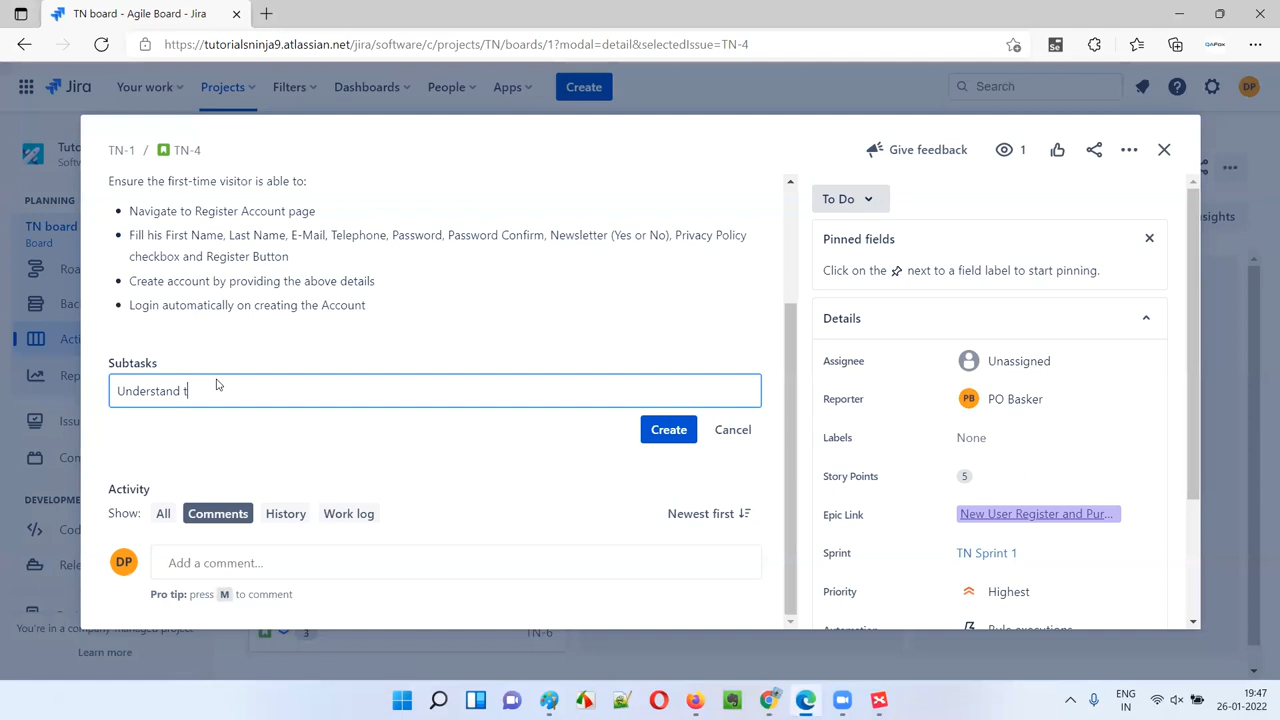 TN board - Agile Board - Jira
https://tutorialsninja9.atlassian.net/jira/software/c/projects/TN/boards/1?modal=detail&selectedIssue=TN-4
Se
QAFox
Jira
Your work
Projects
Filters
Dashboards
People
Apps
Create
Search
DP
TN-1 / TN-4
Give feedback
1
Ensure the first-time visitor is able to:
• Navigate to Register Account page
• Fill his First Name, Last Name, E-Mail, Telephone, Password, Password Confirm, Newsletter (Yes or No), Privacy Policy
checkbox and Register Button
• Create account by providing the above details
• Login automatically on creating the Account
Subtasks
Understand t
Create
Cancel
Activity
Show:
All
Comments
History
Work log
Newest first
DP
Add a comment...
Pro tip: press M to comment
To Do
Pinned fields
Click on the next to a field label to start pinning.
Details
Assignee
Unassigned
Reporter
PB
PO Basker
Labels
None
Story Points
5
Epic Link
New User Register and Pur...
Sprint
TN Sprint 1
Priority
Highest
Rule executions
PLANNING
TN board
Board
Learn more
3
TN-6
ENG
IN
19:47
26-01-2022